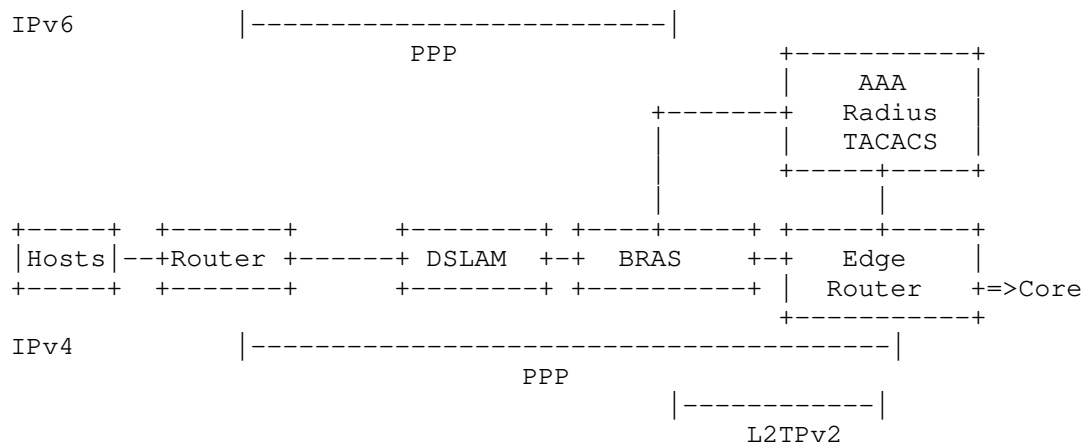 IPv6
PPP
AAA
Radius
TACACS
Hosts Router DSLAM BRAS Edge
Router =>Core
IPv4
PPP
L2TPv2